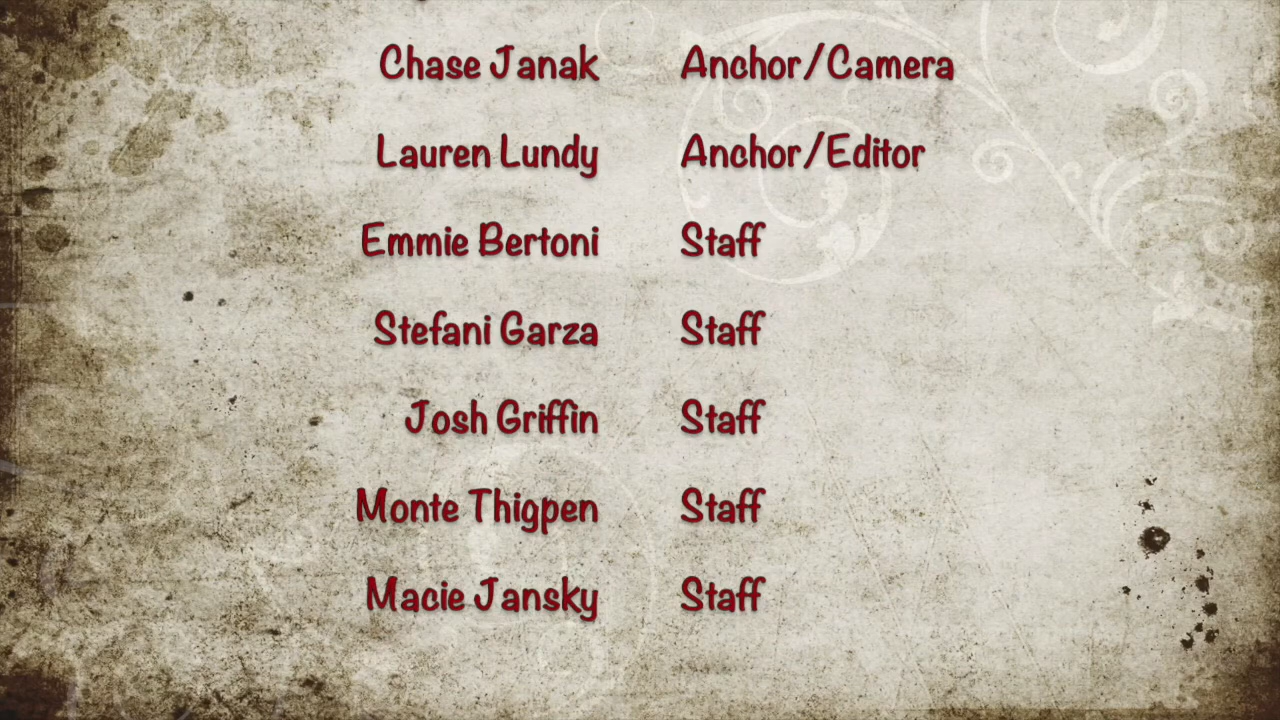 Chase Janak Anchor/Camera
Lauren Lundy Anchor/Editor
Emmie Bertoni Staff
Stefani Garza Staff
Josh Griffin Staff
Monte Thigpen Staff
Macie Jansky Staff